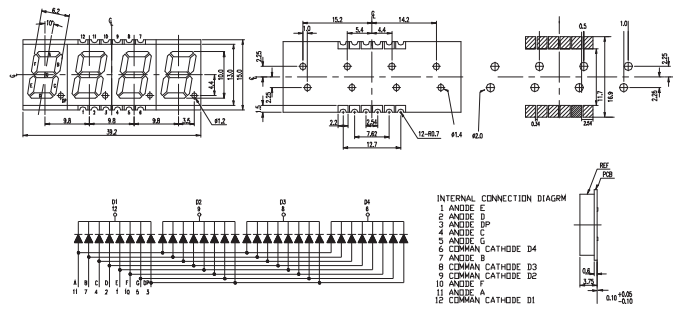 6.2
10°
12 11 10 9 8 7
1 2 3 4 5 6
A
F B
G
E C
D
DP
10.0
13.0
15.0
4.4
9.8 9.8 9.8 3.5
ø1.2
39.2
15.2 14.2
1.0
5.4 4.4
2.25
2.25
1.5
2.2 2.54
7.62
12.7
12-R0.7
ø1.4
ø2.0
0.5
1.0
2.25
2.25
11.7
16.9
0.34
2.54
D1 D2 D3 D4
12 9 8 6
A B C D E F G DP
11 7 4 2 1 10 5 3
INTERNAL CONNECTION DIAGRM
1 ANODE E
2 ANODE D
3 ANODE DP
4 ANODE C
5 ANODE G
6 COMMAN CATHODE D4
7 ANODE B
8 COMMAN CATHODE D3
9 COMMAN CATHODE D2
10 ANODE F
11 ANODE A
12 COMMAN CATHODE D1
REF
PCB
0.8
3.75
0.10 +0.05
-0.10